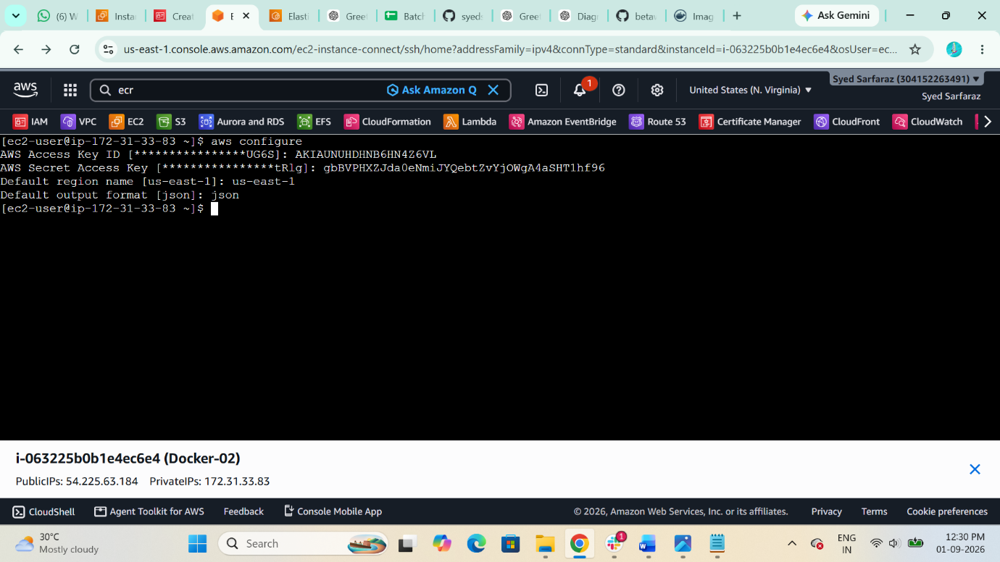 (6) W
Instan
Creat
E
Elasti
Greet
Batch
syeds
Greet
Diagr
betaw
Imag
Ask Gemini
us-east-1.console.aws.amazon.com/ec2-instance-connect/ssh/home?addressFamily=ipv4&connType=standard&instanceId=i-063225b0b1e4ec6e4&osUser=ec...
aws
ecr
Ask Amazon Q
1
United States (N. Virginia)
Syed Sarfaraz (304152263491)
Syed Sarfaraz
IAM VPC EC2 S3 Aurora and RDS EFS CloudFormation Lambda Amazon EventBridge Route 53 Certificate Manager CloudFront CloudWatch
[ec2-user@ip-172-31-33-83 ~]$ aws configure
AWS Access Key ID [****************UG6S]: AKIAUNUHDHNB6HN4Z6VL
AWS Secret Access Key [****************tRlg]: 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
Default region name [us-east-1]: us-east-1
Default output format [json]: json
[ec2-user@ip-172-31-33-83 ~]$
i-063225b0b1e4ec6e4 (Docker-02)
PublicIPs: 54.225.63.184 PrivateIPs: 172.31.33.83
CloudShell Agent Toolkit for AWS Feedback Console Mobile App © 2026, Amazon Web Services, Inc. or its affiliates. Privacy Terms Cookie preferences
30°C
Mostly cloudy
Search
1
ENG
IN
12:30 PM
01-09-2026